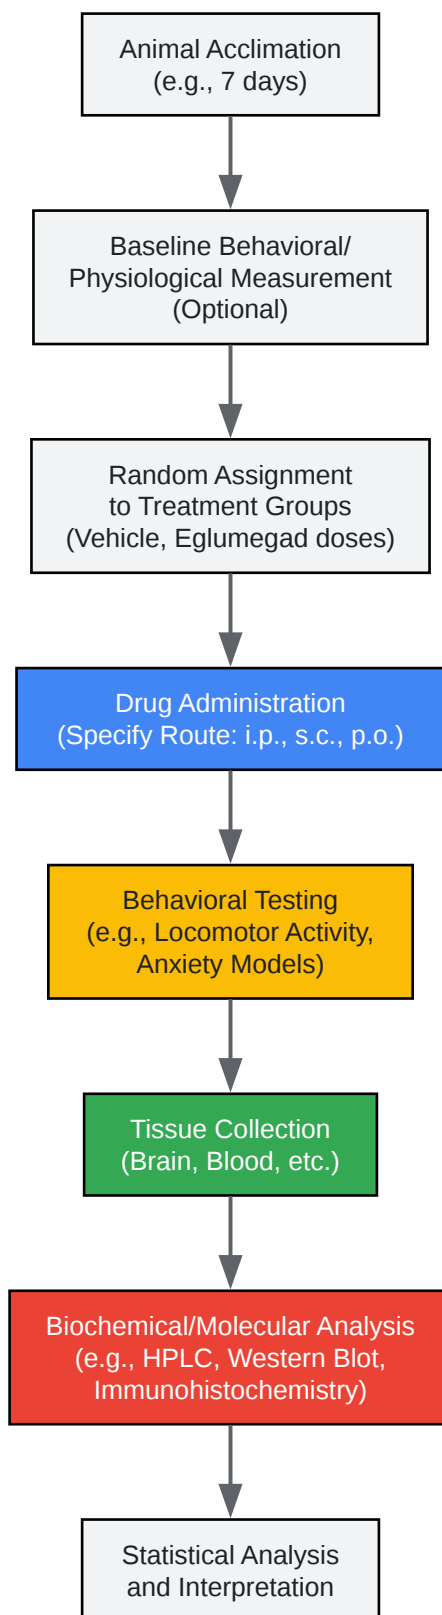 Animal Acclimation
(e.g., 7 days)
Baseline Behavioral/
Physiological Measurement
(Optional)
Random Assignment
to Treatment Groups
(Vehicle, Eglumegad doses)
Drug Administration
(Specify Route: i.p., s.c., p.o.)
Behavioral Testing
(e.g., Locomotor Activity,
Anxiety Models)
Tissue Collection
(Brain, Blood, etc.)
Biochemical/Molecular Analysis
(e.g., HPLC, Western Blot,
Immunohistochemistry)
Statistical Analysis
and Interpretation